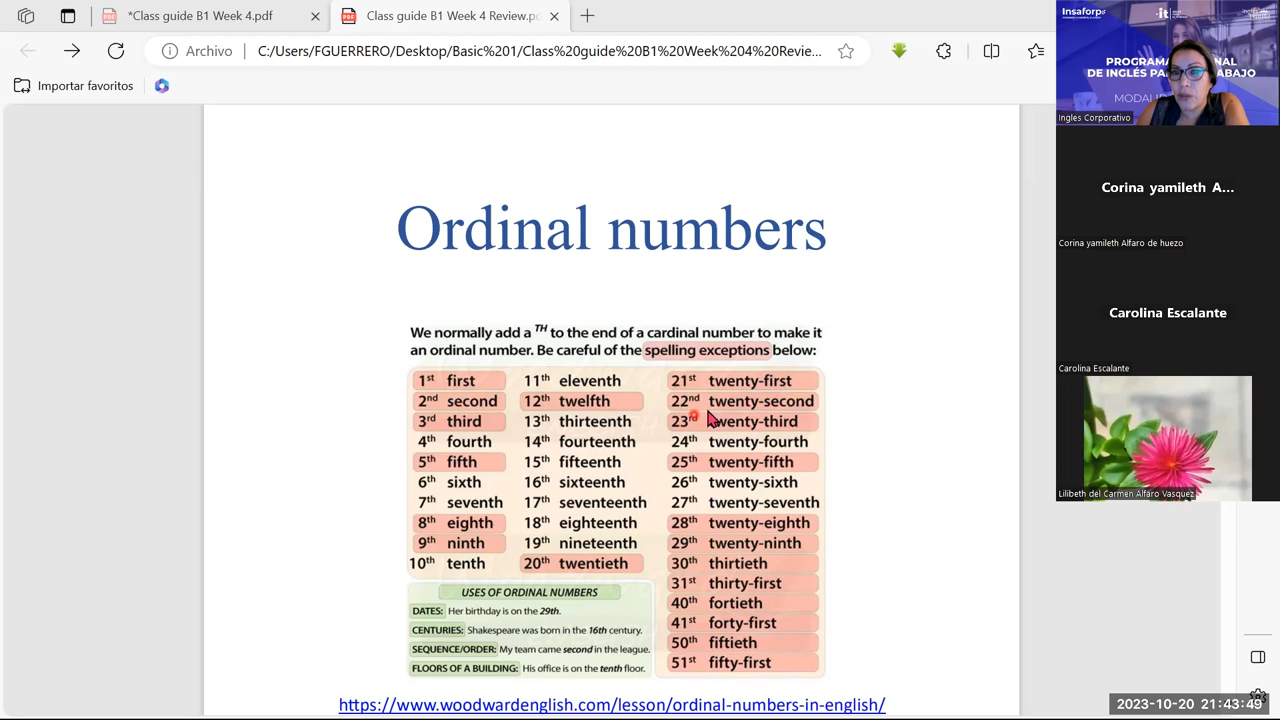 *Class guide B1 Week 4.pdf
Class guide B1 Week 4 Review.p
Archivo
C:/Users/FGUERRERO/Desktop/Basic%201/Class%20guide%20B1%20Week%204%20Revie...
Importar favoritos
Ordinal numbers
We normally add a TH to the end of a cardinal number to make it
an ordinal number. Be careful of the spelling exceptions below:
1st first
2nd second
3rd third
4th fourth
5th fifth
6th sixth
7th seventh
8th eighth
9th ninth
10th tenth
11th eleventh
12th twelfth
13th thirteenth
14th fourteenth
15th fifteenth
16th sixteenth
17th seventeenth
18th eighteenth
19th nineteenth
20th twentieth
21st twenty-first
22nd twenty-second
23rd twenty-third
24th twenty-fourth
25th twenty-fifth
26th twenty-sixth
27th twenty-seventh
28th twenty-eighth
29th twenty-ninth
30th thirtieth
31st thirty-first
40th fortieth
41st forty-first
50th fiftieth
51st fifty-first
USES OF ORDINAL NUMBERS
DATES: Her birthday is on the 29th.
CENTURIES: Shakespeare was born in the 16th century.
SEQUENCE/ORDER: My team came second in the league.
FLOORS OF A BUILDING: His office is on the tenth floor.
https://www.woodwardenglish.com/lesson/ordinal-numbers-in-english/
Insaforp
it
PROGRAMA NAL
DE INGLÉS PA ABAJO
MODALI
Ingles Corporativo
Corina yamileth A...
Corina yamileth Alfaro de huezo
Carolina Escalante
Carolina Escalante
Lilibeth del Carmen Alfaro Vasquez
2023-10-20 21:43:49